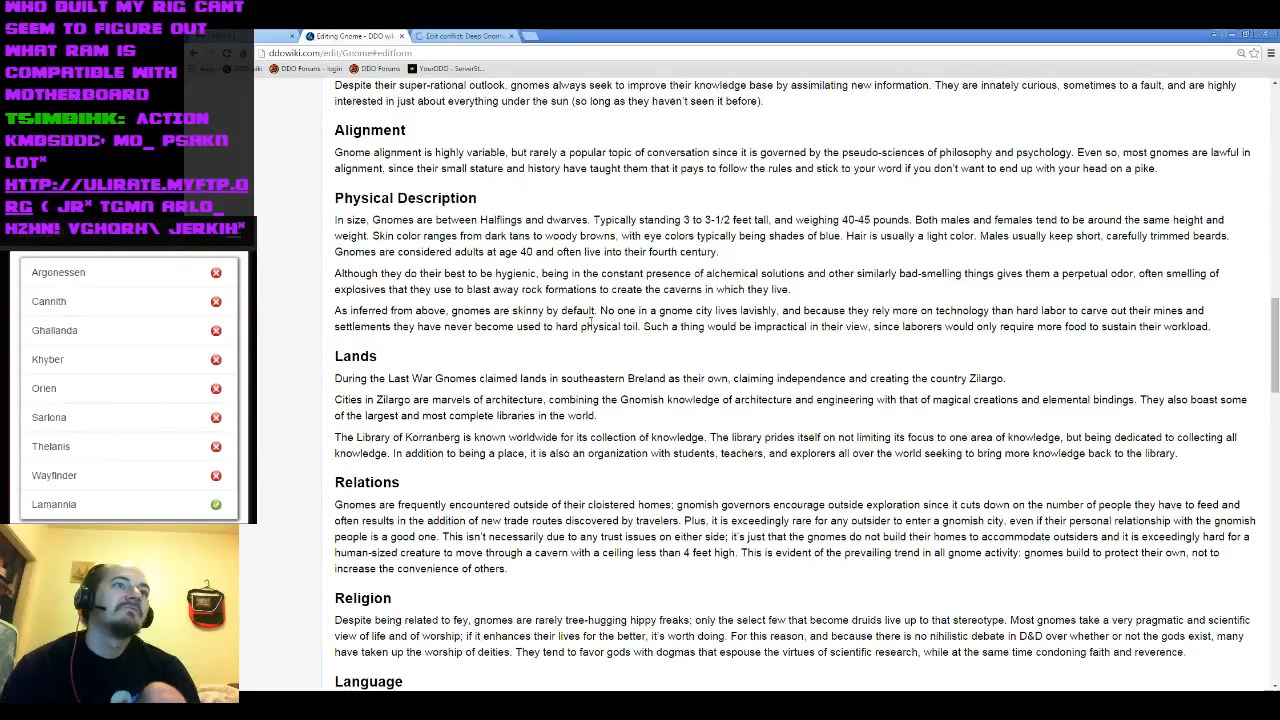 WHO BUILT MY RIG CANT
SEEM TO FIGURE OUT
WHAT RAM IS
COMPATIBLE WITH
MOTHERBOARD
T5IMBIHK: ACTION
KMBSDDC+ MO_ PSAKN
LOT*
HTTP://ULIRATE.MYFTP.O
RG ( JR* TGMN ARLO_
HZHN! VGHQRH\ JERKIH*
Argonessen
Cannith
Ghallanda
Khyber
Orien
Sarlona
Thelanis
Wayfinder
Lamannia
Editing Gnome - DDO wi
Edit conflict: Deep Gnom
ddowiki.com/edit/Gnome#editform
Apps
DDO wiki
DDO Forums - login
DDO Forums
YourDDO - ServerSt...
Despite their super-rational outlook, gnomes always seek to improve their knowledge base by assimilating new information. They are innately curious, sometimes to a fault, and are highly
interested in just about everything under the sun (so long as they haven't seen it before).
Alignment
Gnome alignment is highly variable, but rarely a popular topic of conversation since it is governed by the pseudo-sciences of philosophy and psychology. Even so, most gnomes are lawful in
alignment, since their small stature and history have taught them that it pays to follow the rules and stick to your word if you don't want to end up with your head on a pike.
Physical Description
In size, Gnomes are between Halflings and dwarves. Typically standing 3 to 3-1/2 feet tall, and weighing 40-45 pounds. Both males and females tend to be around the same height and
weight. Skin color ranges from dark tans to woody browns, with eye colors typically being shades of blue. Hair is usually a light color. Males usually keep short, carefully trimmed beards.
Gnomes are considered adults at age 40 and often live into their fourth century.
Although they do their best to be hygienic, being in the constant presence of alchemical solutions and other similarly bad-smelling things gives them a perpetual odor, often smelling of
explosives that they use to blast away rock formations to create the caverns in which they live.
As inferred from above, gnomes are skinny by default. No one in a gnome city lives lavishly, and because they rely more on technology than hard labor to carve out their mines and
settlements they have never become used to hard physical toil. Such a thing would be impractical in their view, since laborers would only require more food to sustain their workload.
Lands
During the Last War Gnomes claimed lands in southeastern Breland as their own, claiming independence and creating the country Zilargo.
Cities in Zilargo are marvels of architecture, combining the Gnomish knowledge of architecture and engineering with that of magical creations and elemental bindings. They also boast some
of the largest and most complete libraries in the world.
The Library of Korranberg is known worldwide for its collection of knowledge. The library prides itself on not limiting its focus to one area of knowledge, but being dedicated to collecting all
knowledge. In addition to being a place, it is also an organization with students, teachers, and explorers all over the world seeking to bring more knowledge back to the library.
Relations
Gnomes are frequently encountered outside of their cloistered homes; gnomish governors encourage outside exploration since it cuts down on the number of people they have to feed and
often results in the addition of new trade routes discovered by travelers. Plus, it is exceedingly rare for any outsider to enter a gnomish city, even if their personal relationship with the gnomish
people is a good one. This isn't necessarily due to any trust issues on either side; it's just that the gnomes do not build their homes to accommodate outsiders and it is exceedingly hard for a
human-sized creature to move through a cavern with a ceiling less than 4 feet high. This is evident of the prevailing trend in all gnome activity: gnomes build to protect their own, not to
increase the convenience of others.
Religion
Despite being related to fey, gnomes are rarely tree-hugging hippy freaks; only the select few that become druids live up to that stereotype. Most gnomes take a very pragmatic and scientific
view of life and of worship; if it enhances their lives for the better, it's worth doing. For this reason, and because there is no nihilistic debate in D&D over whether or not the gods exist, many
have taken up the worship of deities. They tend to favor gods with dogmas that espouse the virtues of scientific research, while at the same time condoning faith and reverence.
Language